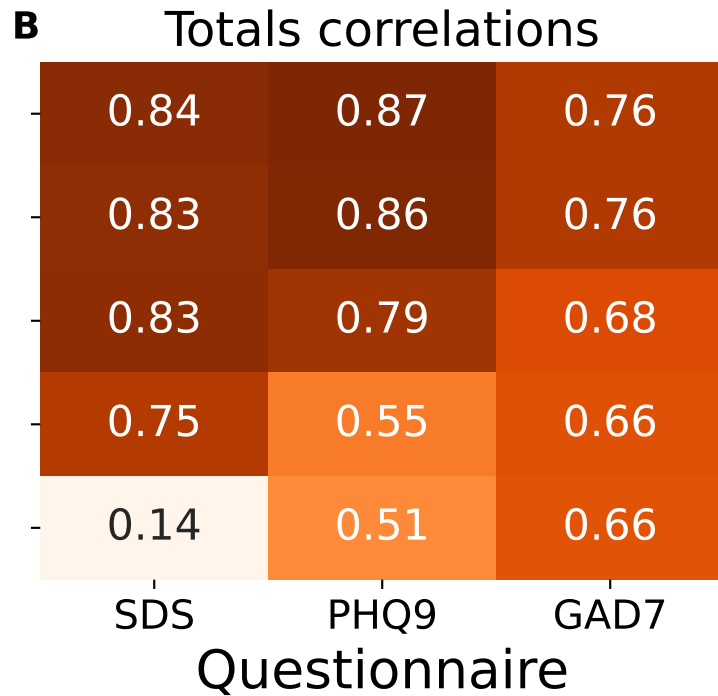 B Totals correlations
0.84 0.87 0.76
0.83 0.86 0.76
0.83 0.79 0.68
0.75 0.55 0.66
0.14 0.51 0.66
SDS PHQ9 GAD7
Questionnaire